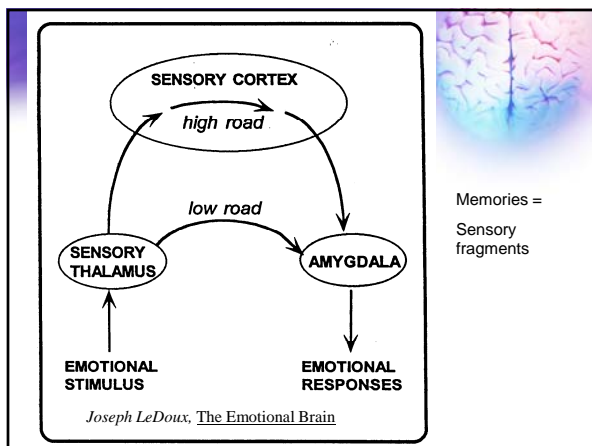 SENSORY CORTEX
high road
low road
SENSORY
THALAMUS
AMYGDALA
EMOTIONAL
STIMULUS
EMOTIONAL
RESPONSES
Joseph LeDoux, The Emotional Brain
Memories =
Sensory
fragments